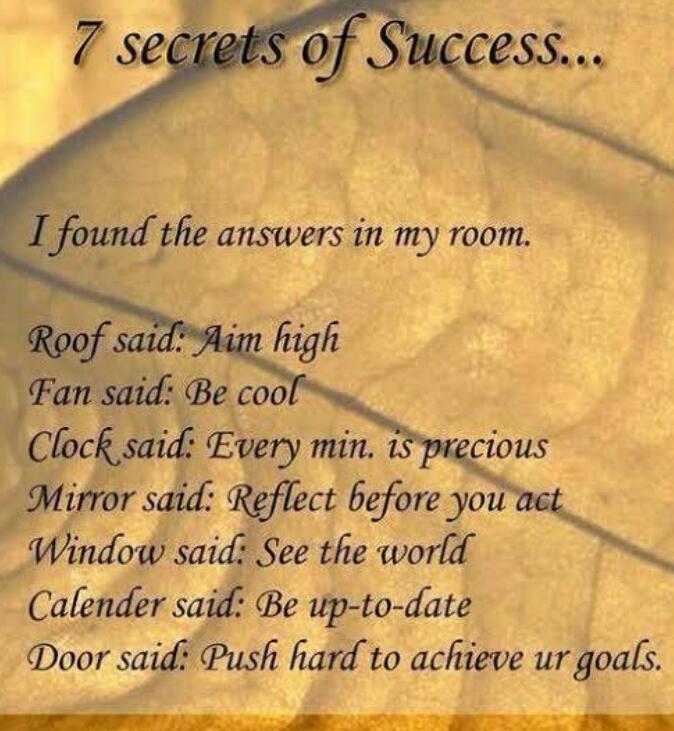 7 secrets of Success...
I found the answers in my room.
Roof said: Aim high
Fan said: Be cool
Clock said: Every min. is precious
Mirror said: Reflect before you act
Window said: See the world
Calender said: Be up-to-date
Door said: Push hard to achieve ur goals.